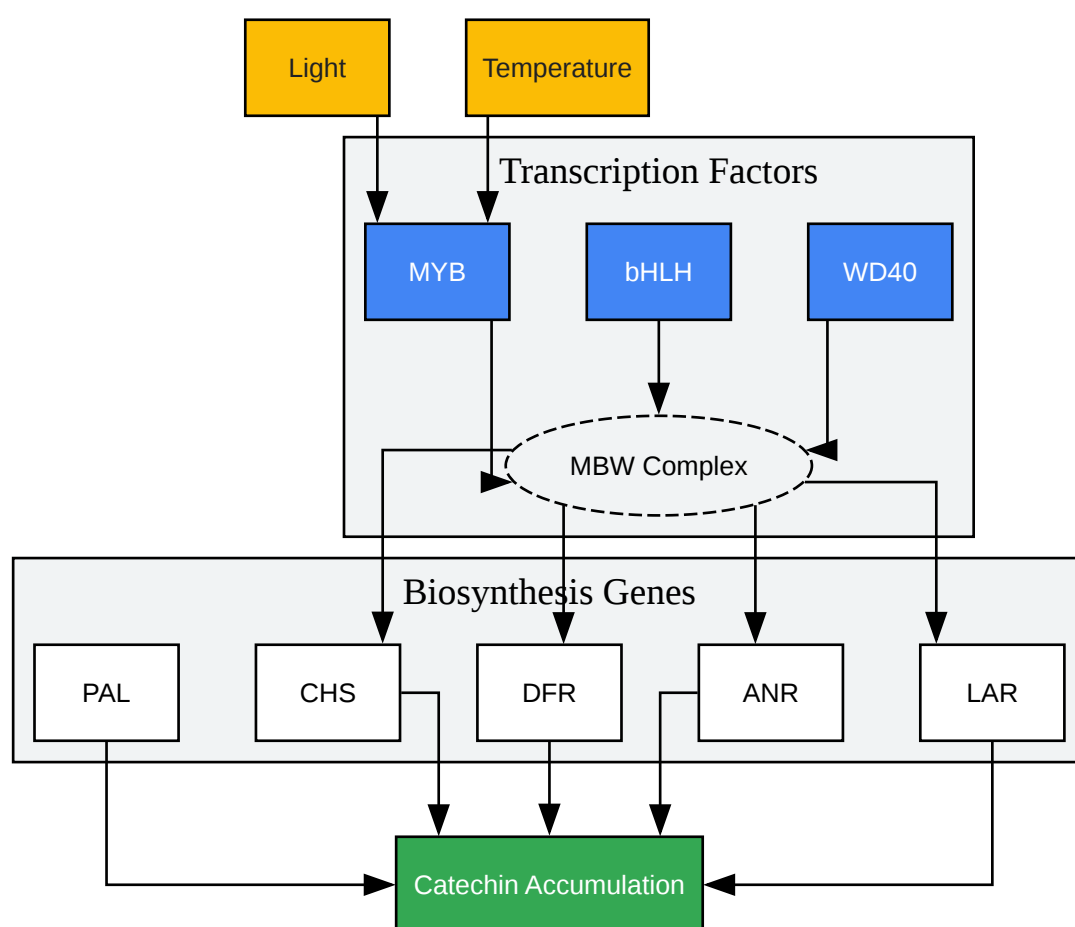 Light
Temperature
Transcription Factors
MYB
bHLH
WD40
MBW Complex
Biosynthesis Genes
PAL
CHS
DFR
ANR
LAR
Catechin Accumulation